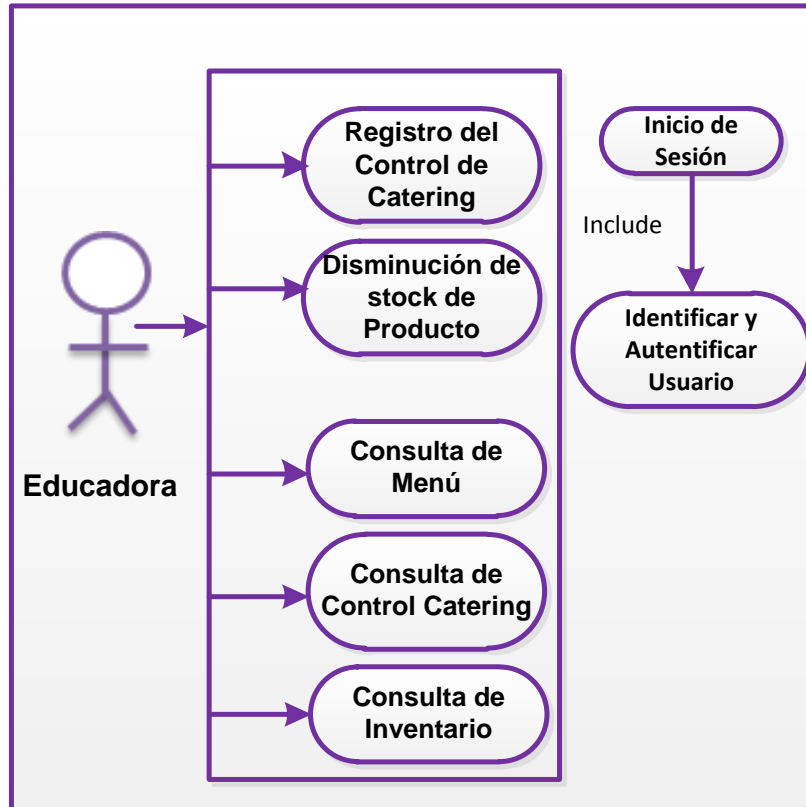 Registro del
Control de
Catering
Inicio de
Sesión
Include
Disminución de
stock de
Producto
Identificar y
Autentificar
Usuario
Educadora
Consulta de
Menú
Consulta de
Control Catering
Consulta de
Inventario